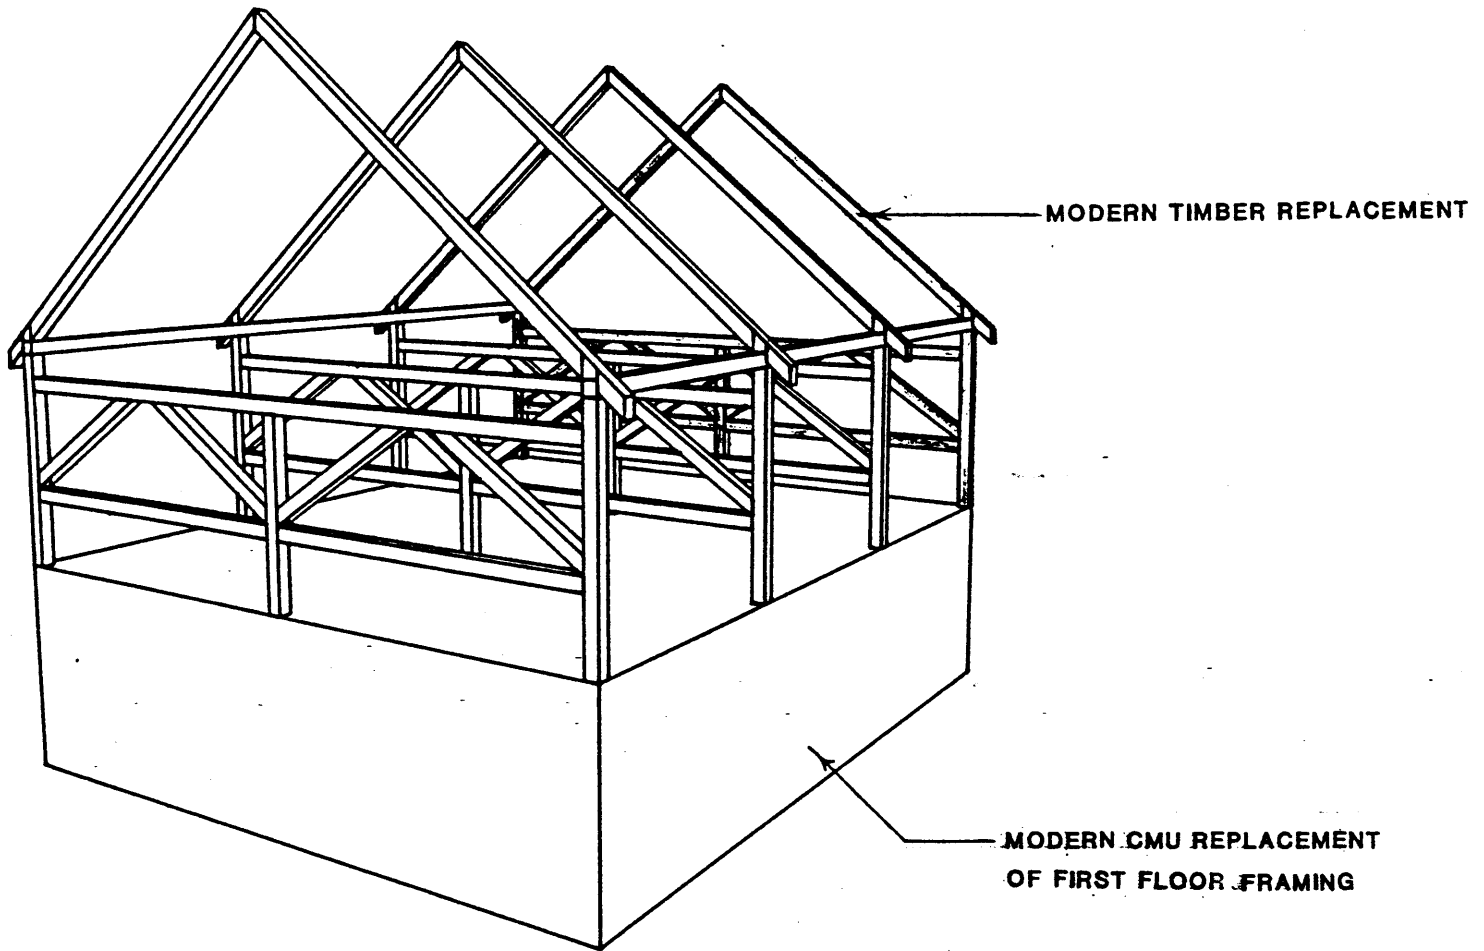 MODERN TIMBER REPLACEMENT
MODERN CMU REPLACEMENT
OF FIRST FLOOR FRAMING